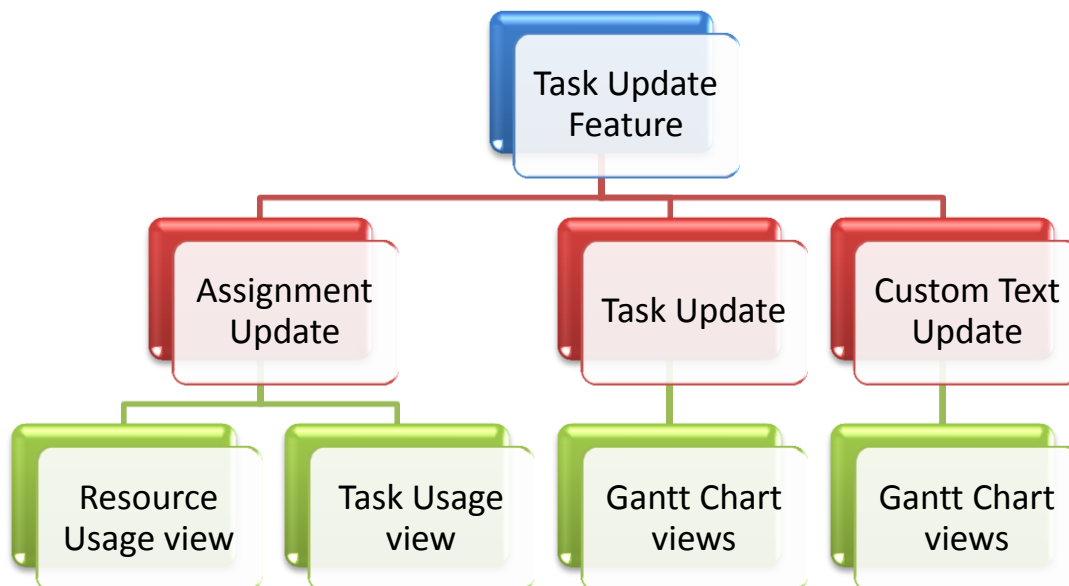 Task Update
Feature
Assignment
Update
Task Update
Custom Text
Update
Resource
Usage view
Task Usage
view
Gantt Chart
views
Gantt Chart
views